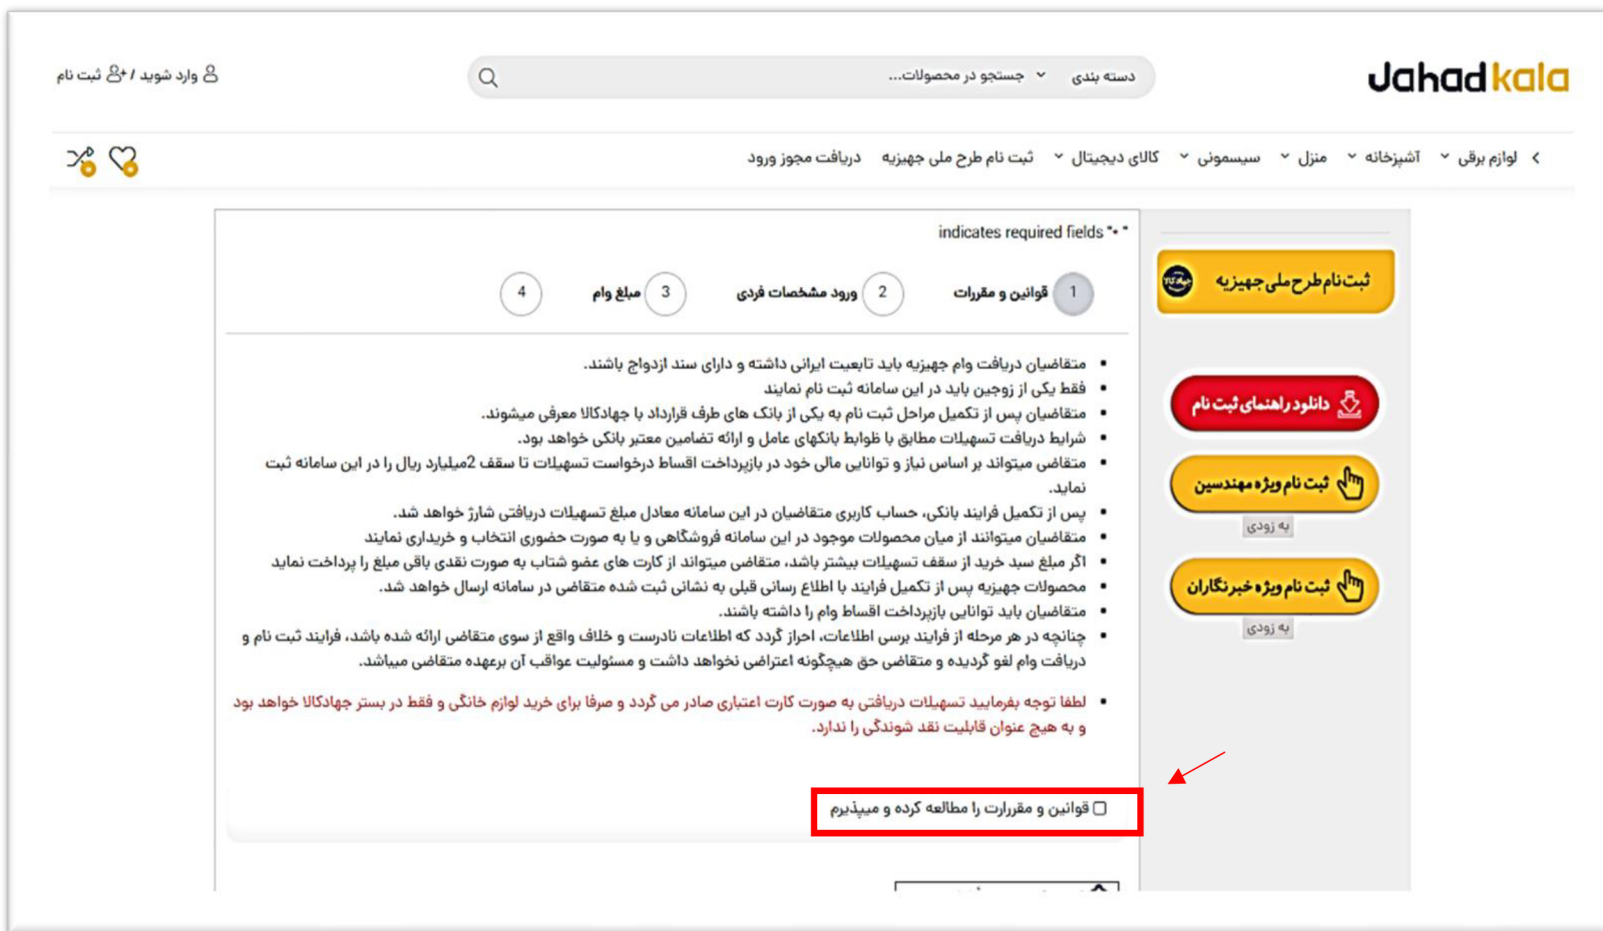 Jahadkala
دسته بندی
جستجو در محصولات...
وارد شوید / ثبت نام
لوازم برقی آشپزخانه منزل سیسمونی کالای دیجیتال ثبت نام طرح ملی جهیزیه دریافت مجوز ورود
ثبت‌نام طرح ملی جهیزیه
جهادکالا
دانلود راهنمای ثبت نام
ثبت نام ویژه مهندسین
به زودی
ثبت نام ویژه خبرنگاران
به زودی
indicates required fields "•"
1 قوانین و مقررات 2 ورود مشخصات فردی 3 مبلغ وام 4
متقاضیان دریافت وام جهیزیه باید تابعیت ایرانی داشته و دارای سند ازدواج باشند.
فقط یکی از زوجین باید در این سامانه ثبت نام نمایند
متقاضیان پس از تکمیل مراحل ثبت نام به یکی از بانک های طرف قرارداد با جهادکالا معرفی میشوند.
شرایط دریافت تسهیلات مطابق با ظوابط بانکهای عامل و ارائه تضامین معتبر بانکی خواهد بود.
متقاضی میتواند بر اساس نیاز و توانایی مالی خود در بازپرداخت اقساط درخواست تسهیلات تا سقف 2میلیارد ریال را در این سامانه ثبت
نماید.
پس از تکمیل فرایند بانکی، حساب کاربری متقاضیان در این سامانه معادل مبلغ تسهیلات دریافتی شارژ خواهد شد.
متقاضیان میتوانند از میان محصولات موجود در این سامانه فروشگاهی و یا به صورت حضوری انتخاب و خریداری نمایند
اگر مبلغ سبد خرید از سقف تسهیلات بیشتر باشد، متقاضی میتواند از کارت های عضو شتاب به صورت نقدی باقی مبلغ را پرداخت نماید
محصولات جهیزیه پس از تکمیل فرایند با اطلاع رسانی قبلی به نشانی ثبت شده متقاضی در سامانه ارسال خواهد شد.
متقاضیان باید توانایی بازپرداخت اقساط وام را داشته باشند.
چنانچه در هر مرحله از فرایند برسی اطلاعات، احراز گردد که اطلاعات نادرست و خلاف واقع از سوی متقاضی ارائه شده باشد، فرایند ثبت نام و
دریافت وام لغو گردیده و متقاضی حق هیچگونه اعتراضی نخواهد داشت و مسئولیت عواقب آن برعهده متقاضی میباشد.
لطفا توجه بفرمایید تسهیلات دریافتی به صورت کارت اعتباری صادر می گردد و صرفا برای خرید لوازم خانگی و فقط در بستر جهادکالا خواهد بود
و به هیچ عنوان قابلیت نقد شوندگی را ندارد.
قوانین و مقررارت را مطالعه کرده و میپذیرم